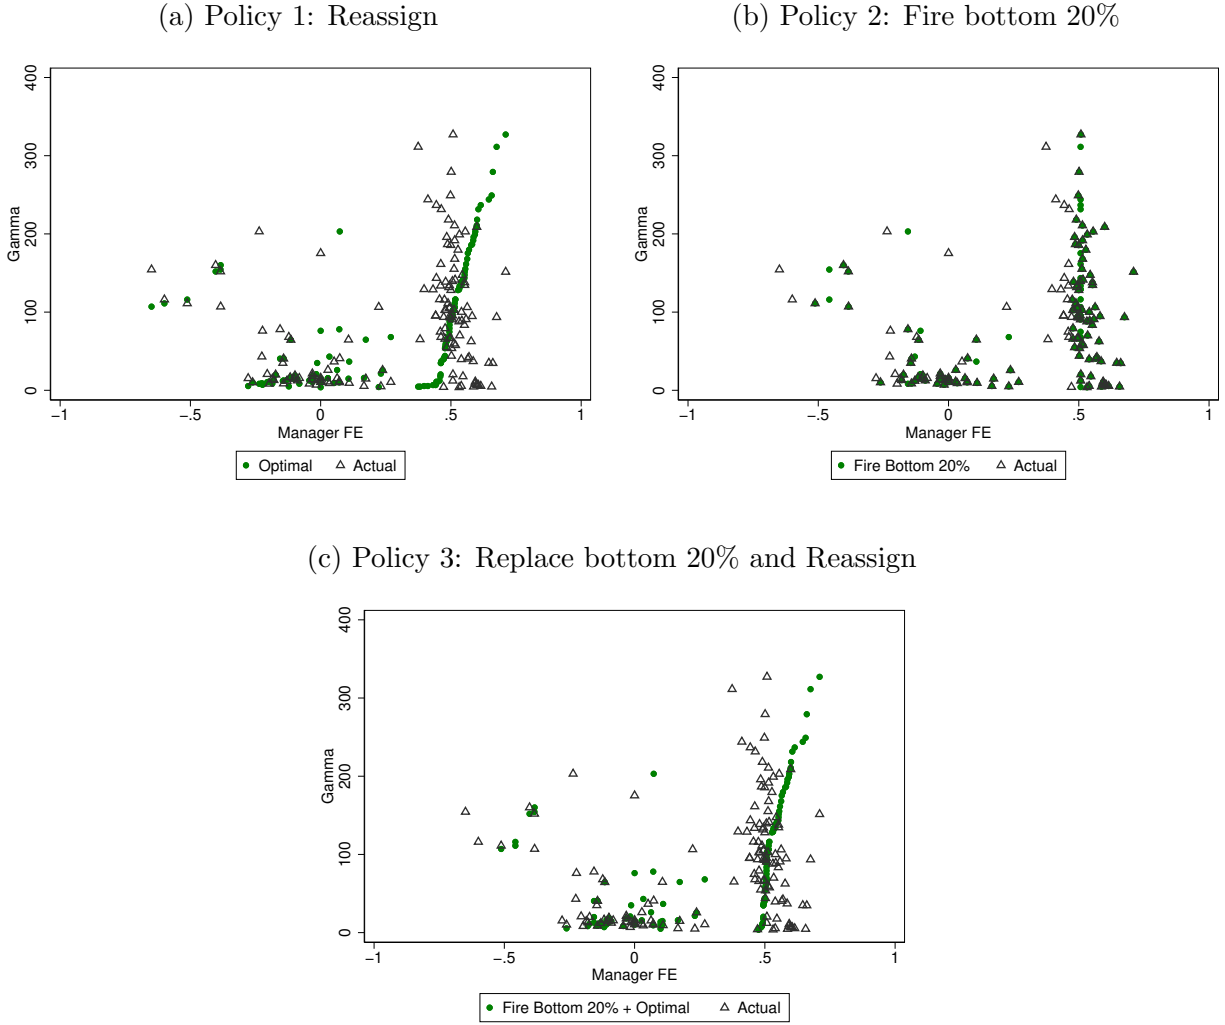 (a) Policy 1: Reassign
(b) Policy 2: Fire bottom 20%
400
300
200
100
0
Gamma
−1
−.5
0
.5
1
Manager FE
Optimal
Actual
400
300
200
100
0
Gamma
−1
−.5
0
.5
1
Manager FE
Fire Bottom 20%
Actual
(c) Policy 3: Replace bottom 20% and Reassign
400
300
200
100
0
Gamma
−1
−.5
0
.5
1
Manager FE
Fire Bottom 20% + Optimal
Actual